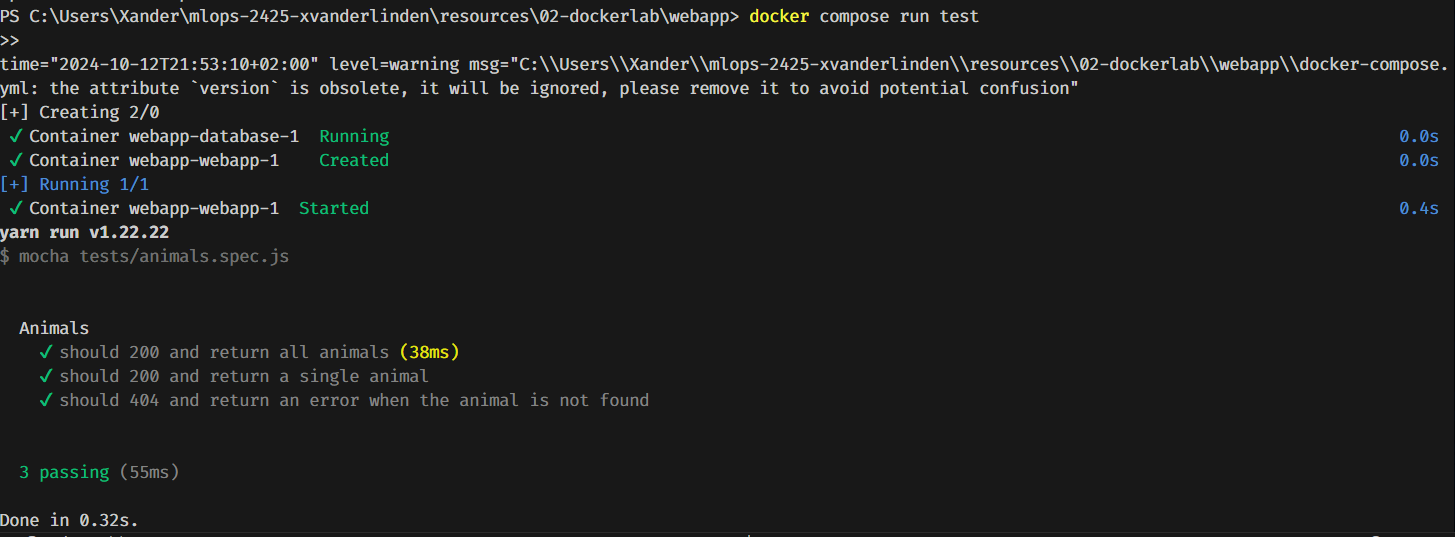 PS C:\Users\Xander\mlops-2425-xvanderlinden\resources\02-dockerlab\webapp> docker compose run test
>>
time="2024-10-12T21:53:10+02:00" level=warning msg="C:\\Users\\Xander\\mlops-2425-xvanderlinden\\resources\\02-dockerlab\\webapp\\docker-compose.
yml: the attribute `version` is obsolete, it will be ignored, please remove it to avoid potential confusion"
[+] Creating 2/0
✓ Container webapp-database-1 Running 0.0s
✓ Container webapp-webapp-1 Created 0.0s
[+] Running 1/1
✓ Container webapp-webapp-1 Started 0.4s
yarn run v1.22.22
$ mocha tests/animals.spec.js
Animals
✓ should 200 and return all animals (38ms)
✓ should 200 and return a single animal
✓ should 404 and return an error when the animal is not found
3 passing (55ms)
Done in 0.32s.